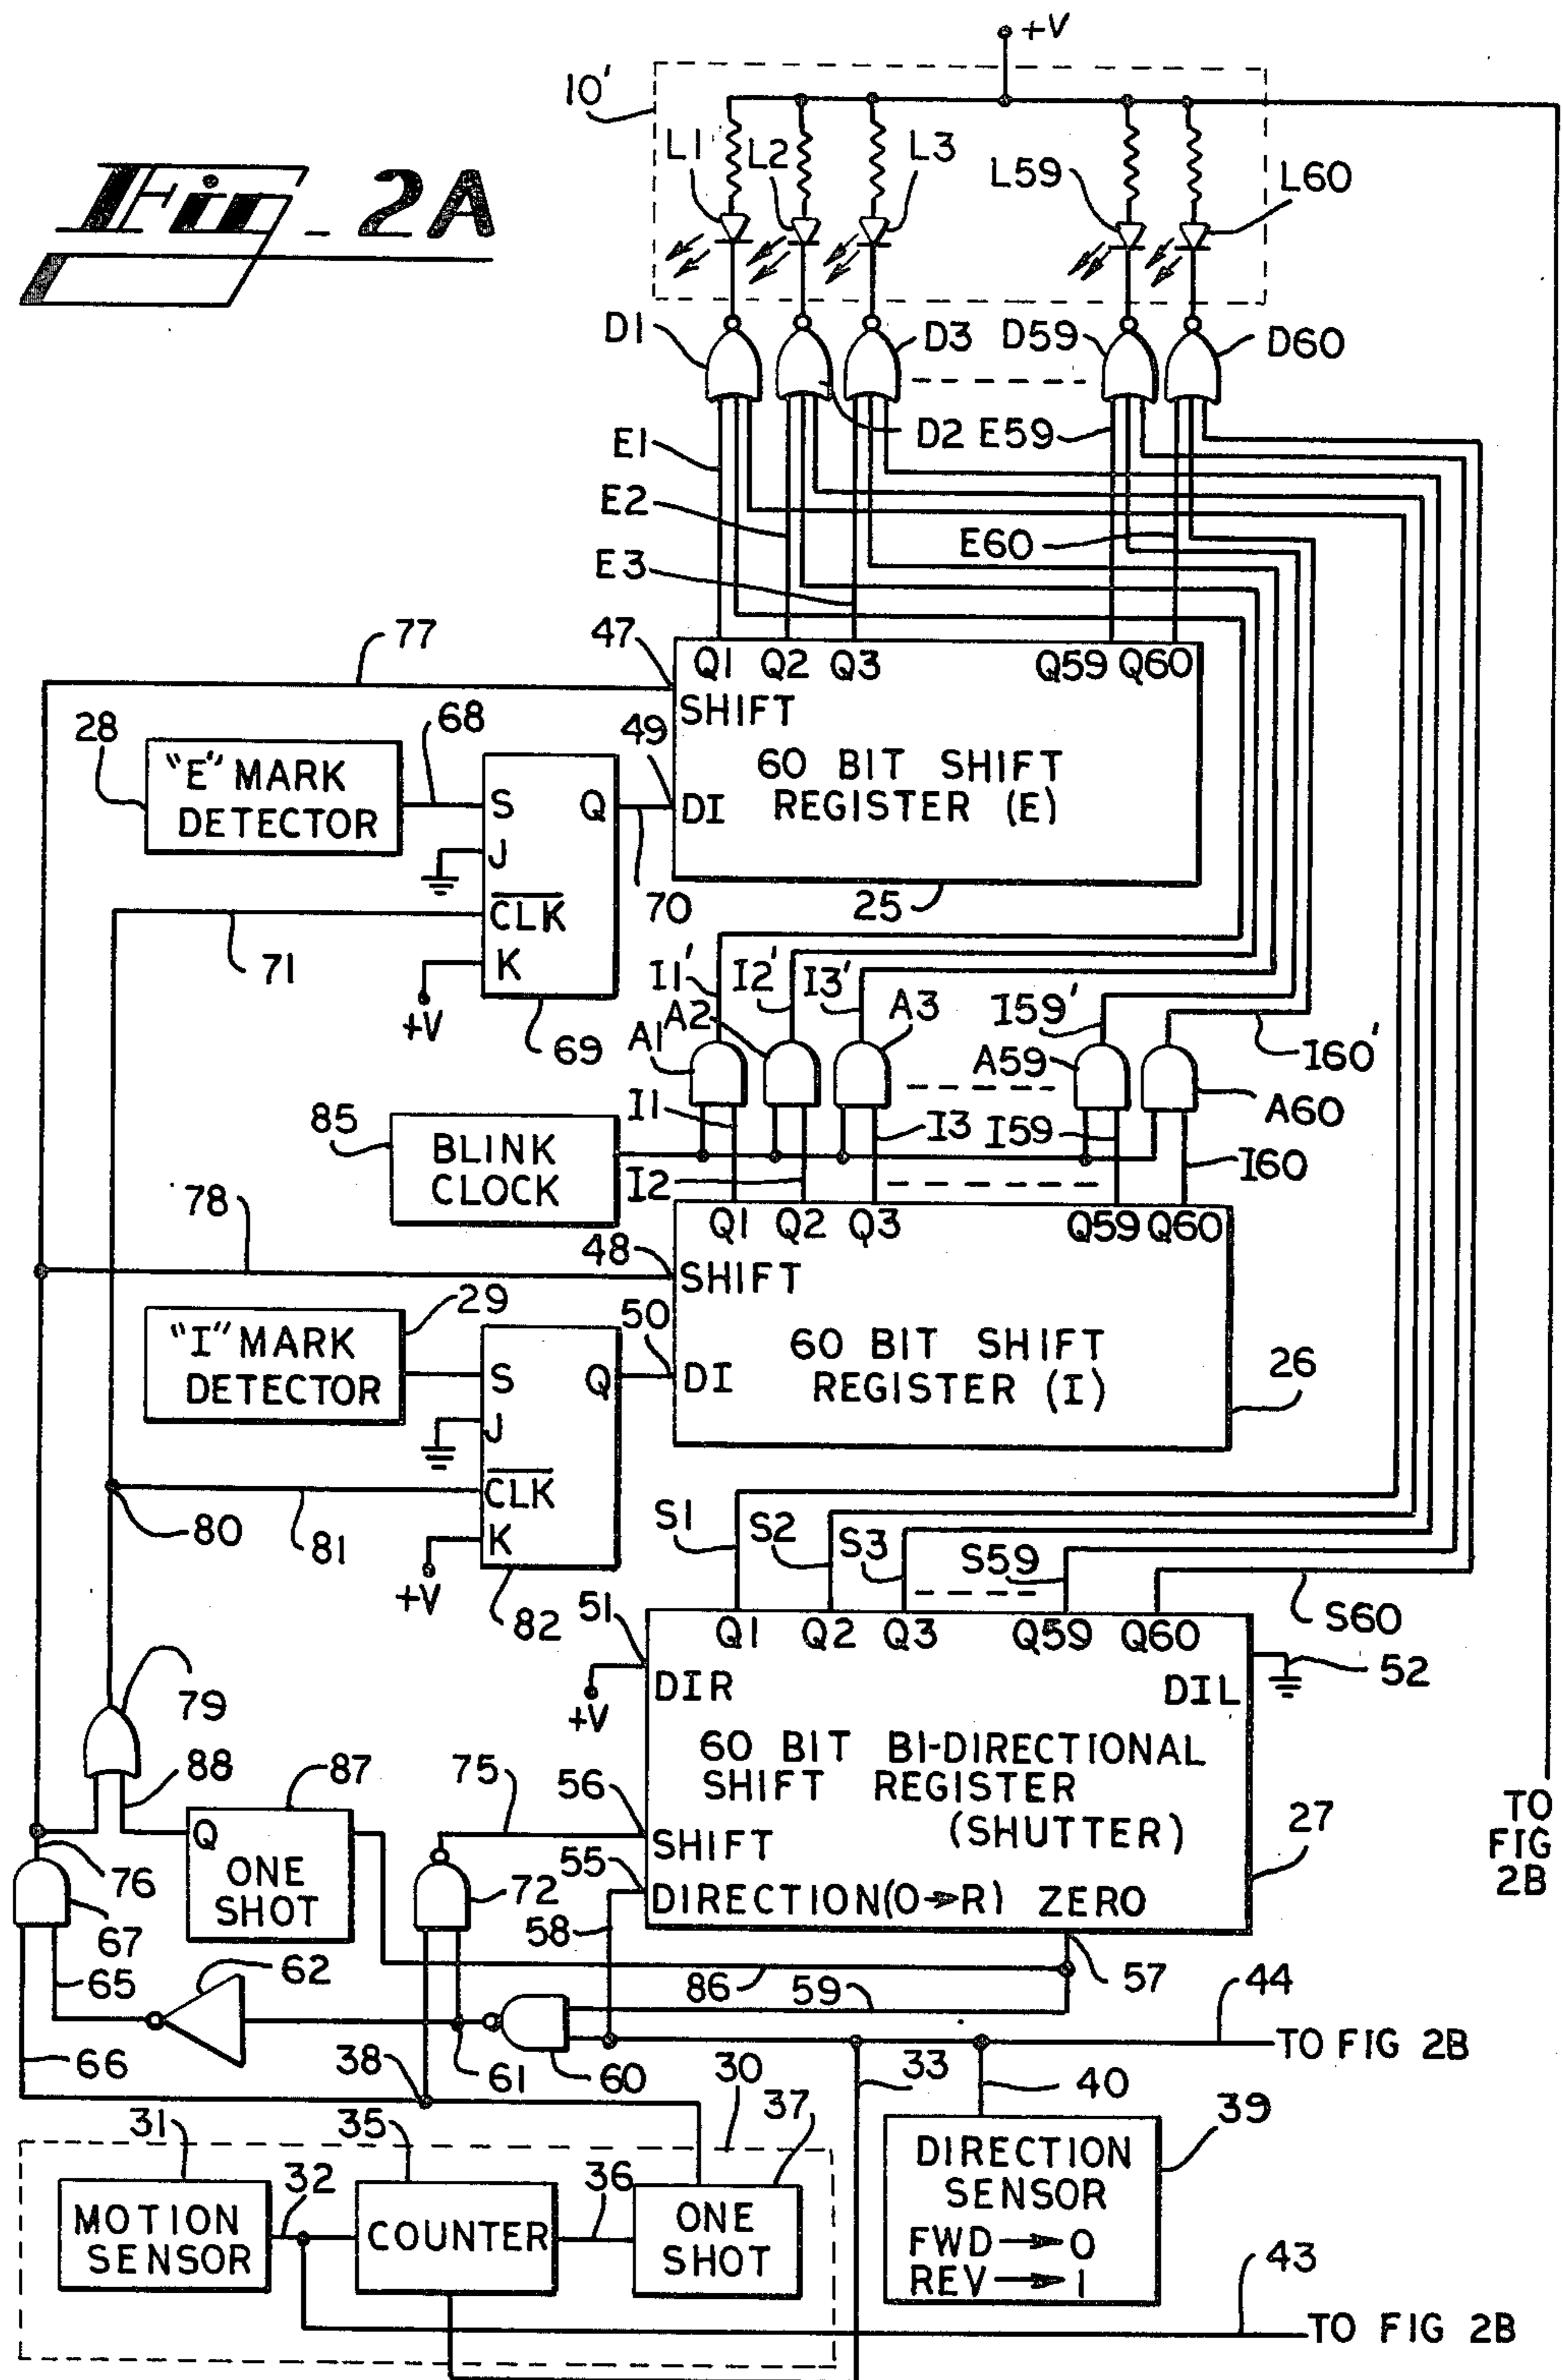 +V
10'
Fig_2A
L1 L2 L3 L59 L60
D1 D3 D59 D60
D2 E59
E1
E2
E60
E3
77 47 Q1 Q2 Q3 Q59 Q60
SHIFT
28 68 49
"E" MARK DETECTOR
S Q DI
60 BIT SHIFT
REGISTER (E)
J
CLK
70 25
71 K
+V
69
I1' I2' I3' I59' I60'
A1 A2 A3 A59 A60
I1 I3 I59
85
BLINK
CLOCK
I2 I60
78 Q1 Q2 Q3 Q59 Q60
48
SHIFT
29 50
"I" MARK
DETECTOR
S Q DI
60 BIT SHIFT
REGISTER (I)
26
J
CLK
80 81 K
+V
82
S1 S2 S3 S59
S60
51
Q1 Q2 Q3 Q59 Q60
52
DIR DIL
+V
79
60 BIT BI-DIRECTIONAL
SHIFT REGISTER
(SHUTTER)
88 87 75 56
27
TO
FIG
2B
Q
ONE
SHOT
SHIFT
76 72 55
DIRECTION(0→R) ZERO
67 58
65 62 86 59 57 44
TO FIG 2B
66 38 61 60 30 33 40
31 35 37 39
DIRECTION
SENSOR
FWD→0
REV→1
MOTION
SENSOR
32
COUNTER
36
ONE
SHOT
43
TO FIG 2B